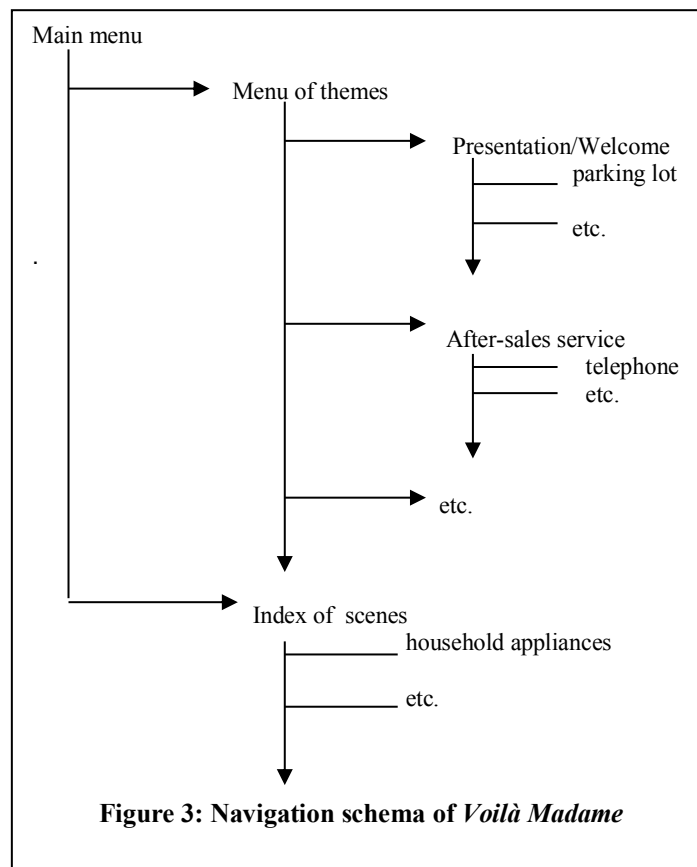 Main menu
Menu of themes
Presentation/Welcome
parking lot
etc.
.
After-sales service
telephone
etc.
etc.
Index of scenes
household appliances
etc.
Figure 3: Navigation schema of Voilà Madame